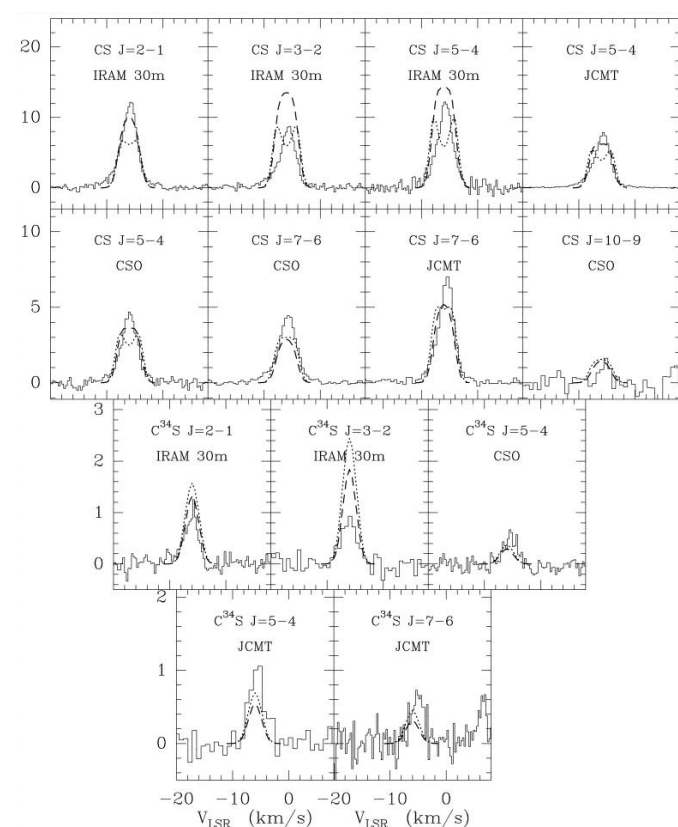 20
CS J=2−1
CS J=3−2
CS J=5−4
CS J=5−4
IRAM 30m
IRAM 30m
IRAM 30m
JCMT
10
0
10
CS J=5−4
CS J=7−6
CS J=7−6
CS J=10−9
CSO
CSO
JCMT
CSO
5
0
3
C³⁴S J=2−1
C³⁴S J=3−2
C³⁴S J=5−4
IRAM 30m
IRAM 30m
CSO
2
1
0
2
C³⁴S J=5−4
C³⁴S J=7−6
JCMT
JCMT
1
0
−20 −10 0 −20 −10 0
V_LSR (km/s) V_LSR (km/s)